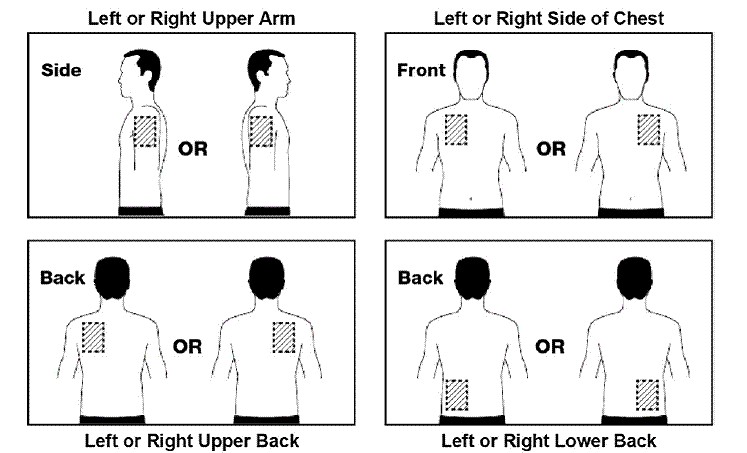 Left or Right Upper Arm
Left or Right Side of Chest
Side
OR
Front
OR
Back
OR
Back
OR
Left or Right Upper Back
Left or Right Lower Back